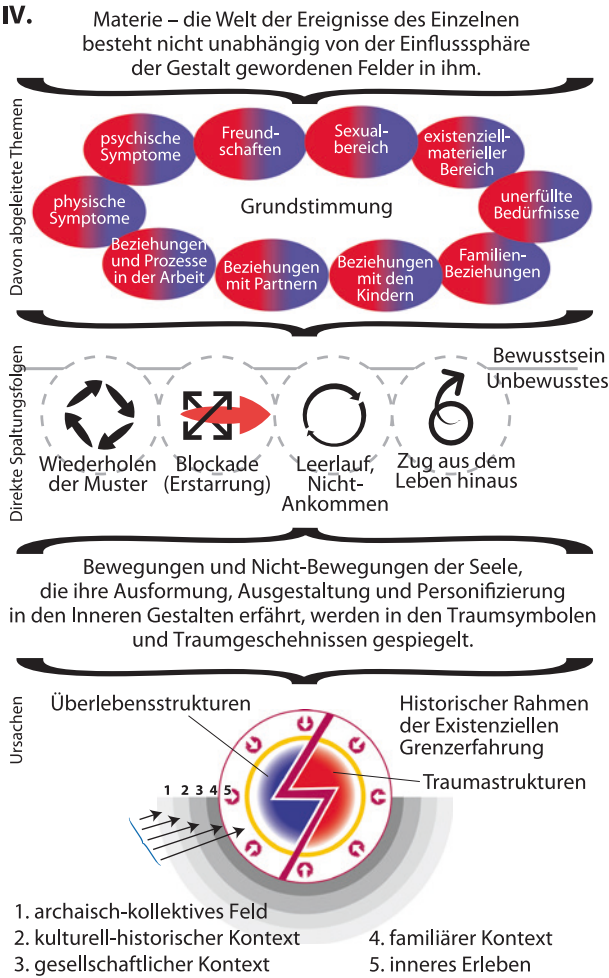 IV.
Materie – die Welt der Ereignisse des Einzelnen
besteht nicht unabhängig von der Einflusssphäre
der Gestalt gewordenen Felder in ihm.
Davon abgeleitete Themen
psychische
Symptome
Freund-
schaften
Sexual-
bereich
existenziell-
materieller
Bereich
physische
Symptome
Grundstimmung
unerfüllte
Bedürfnisse
Beziehungen
und Prozesse
in der Arbeit
Beziehungen
mit Partnern
Beziehungen
mit den
Kindern
Familien-
Beziehungen
Direkte Spaltungsfolgen
Bewusstsein
Unbewusstes
Wiederholen
der Muster
Blockade
(Erstarrung)
Leerlauf,
Nicht-
Ankommen
Zug aus dem
Leben hinaus
Bewegungen und Nicht-Bewegungen der Seele,
die ihre Ausformung, Ausgestaltung und Personifizierung
in den Inneren Gestalten erfährt, werden in den Traumsymbolen
und Traumgeschehnissen gespiegelt.
Ursachen
Überlebensstrukturen
Historischer Rahmen
der Existenziellen
Grenzerfahrung
Traumastrukturen
1 2 3 4 5
1. archaisch-kollektives Feld
2. kulturell-historischer Kontext
3. gesellschaftlicher Kontext
4. familiärer Kontext
5. inneres Erleben